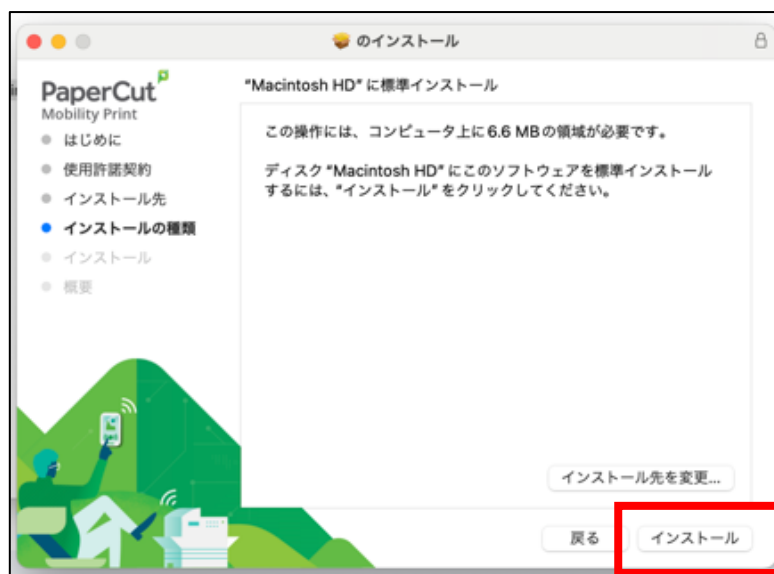 のインストール
PaperCut
Mobility Print
はじめに
使用許諾契約
インストール先
インストールの種類
インストール
概要
“Macintosh HD”に標準インストール
この操作には、コンピュータ上に6.6 MBの領域が必要です。
ディスク“Macintosh HD”にこのソフトウェアを標準インストール
するには、“インストール”をクリックしてください。
インストール先を変更...
戻る
インストール